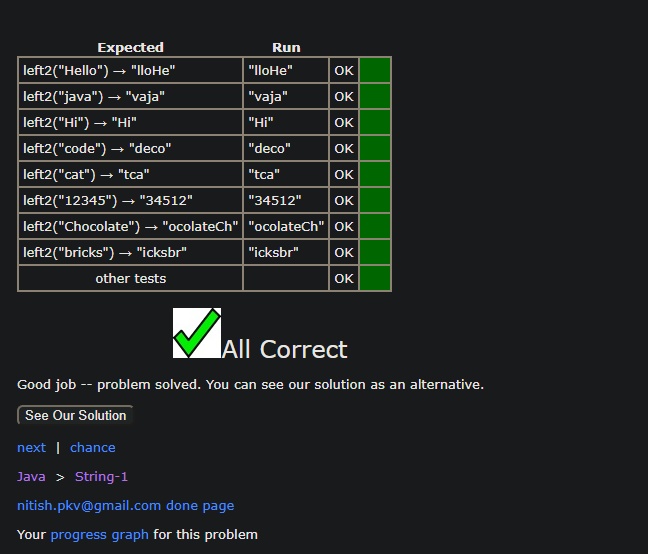 Expected Run
left2("Hello") → "lloHe" "lloHe" OK
left2("java") → "vaja" "vaja" OK
left2("Hi") → "Hi" "Hi" OK
left2("code") → "deco" "deco" OK
left2("cat") → "tca" "tca" OK
left2("12345") → "34512" "34512" OK
left2("Chocolate") → "ocolateCh" "ocolateCh" OK
left2("bricks") → "icksbr" "icksbr" OK
other tests OK
All Correct
Good job -- problem solved. You can see our solution as an alternative.
See Our Solution
next | chance
Java > String-1
nitish.pkv@gmail.com done page
Your progress graph for this problem